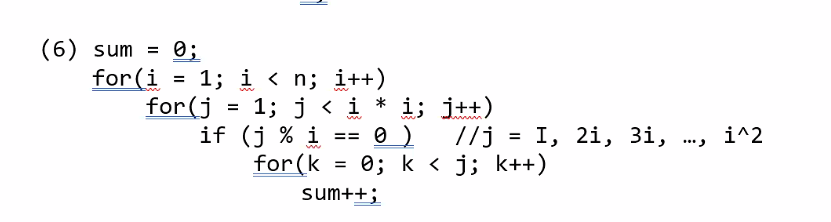 (6) sum = 0;
for(i = 1; i < n; i++)
for(j = 1; j < i * i; j++)
if (j % i == 0 )   //j = I, 2i, 3i, …, i^2
for(k = 0; k < j; k++)
sum++;